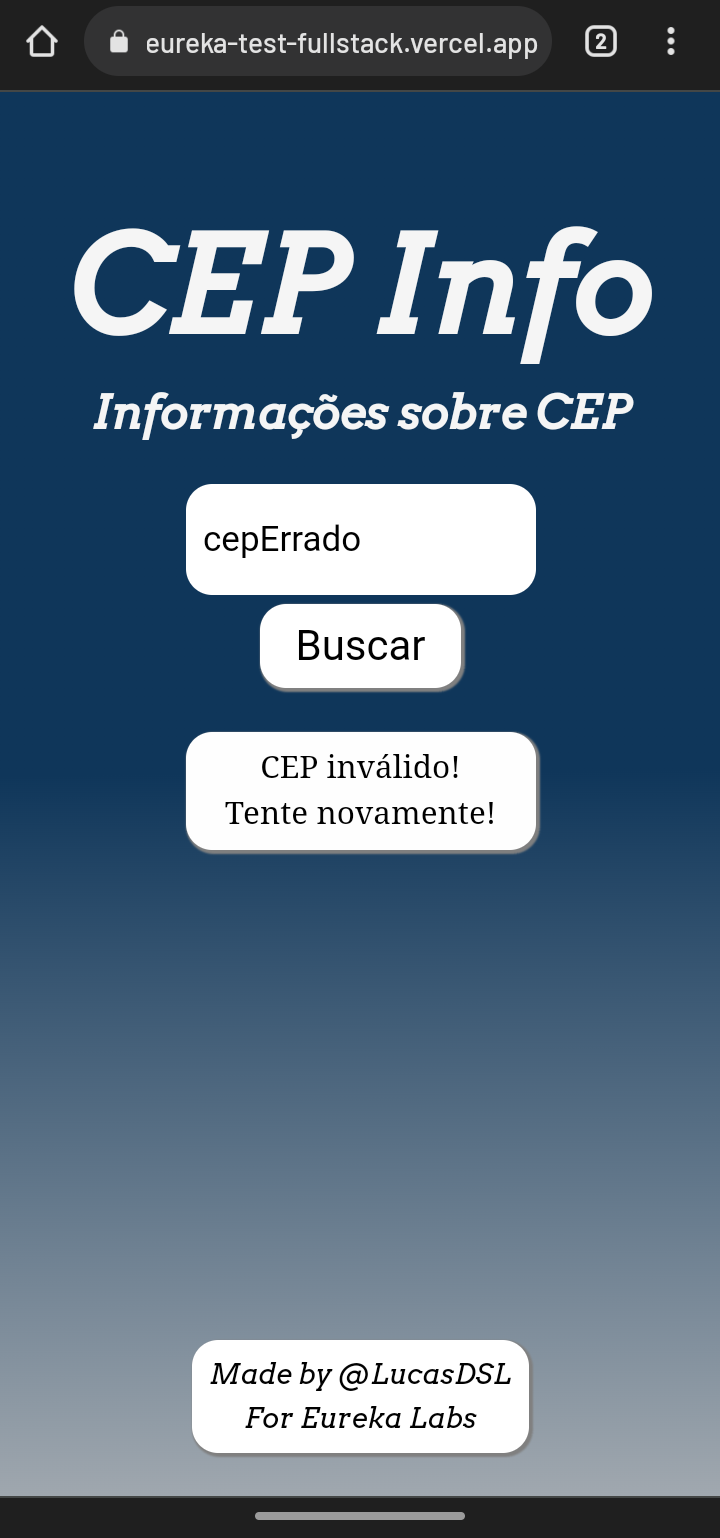 eureka-test-fullstack.vercel.app
2
CEP Info
Informações sobre CEP
cepErrado
Buscar
CEP inválido!
Tente novamente!
Made by @LucasDSL
For Eureka Labs